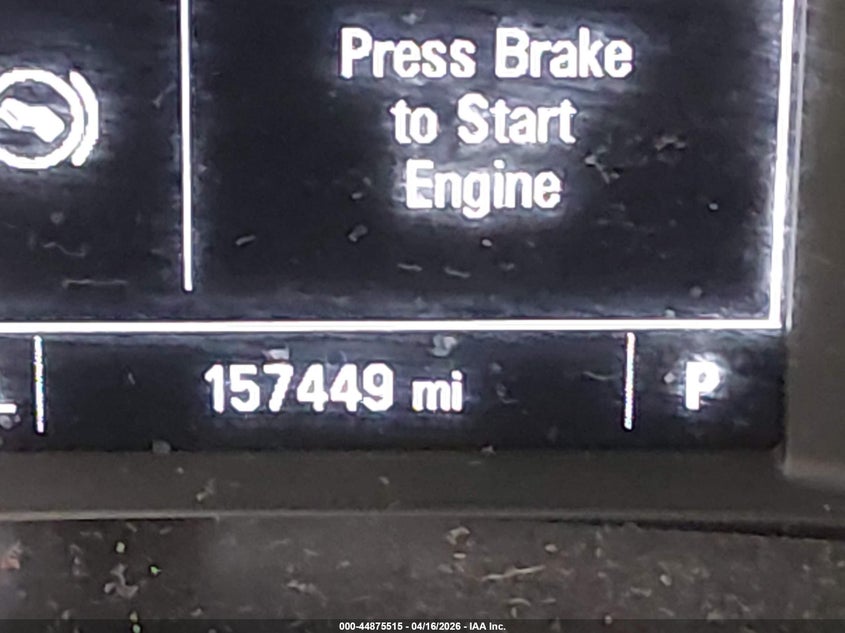 Press Brake
to Start
Engine
157449 mi
P
000-44875515 - 04/16/2026 - IAA Inc.